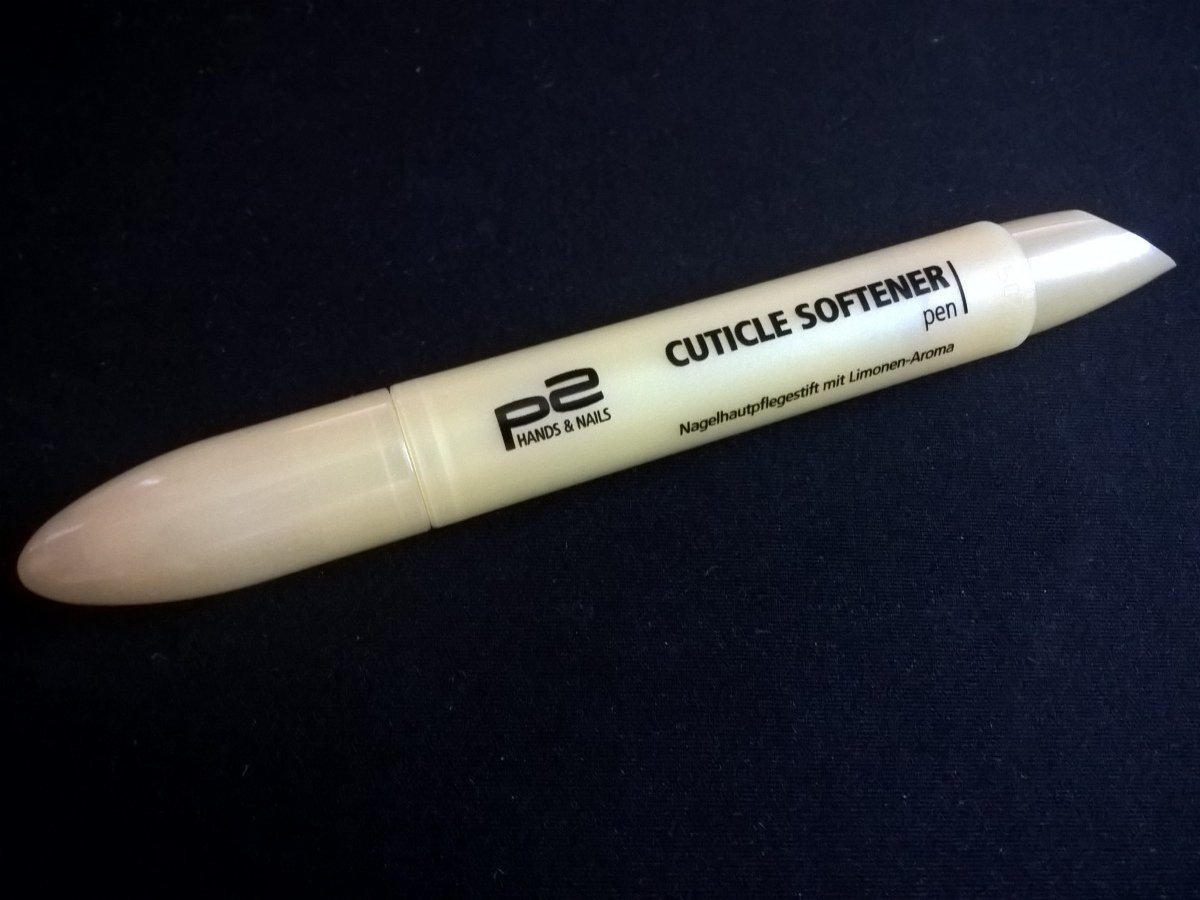 p2
HANDS & NAILS
CUTICLE SOFTENER
pen
Nagelhautpflegestift mit Limonen-Aroma